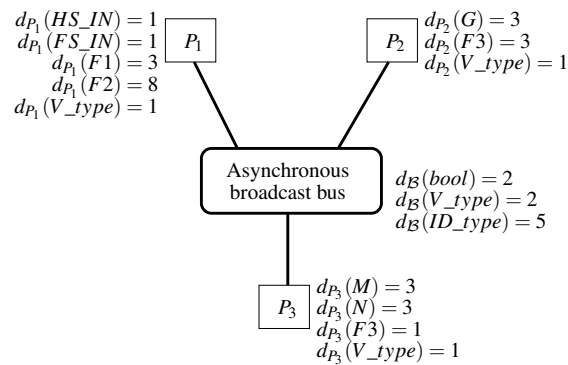 d_{P_1}(HS_IN) = 1
d_{P_1}(FS_IN) = 1
d_{P_1}(F1) = 3
d_{P_1}(F2) = 8
d_{P_1}(V_type) = 1
P_1
P_2
d_{P_2}(G) = 3
d_{P_2}(F3) = 3
d_{P_2}(V_type) = 1
Asynchronous
broadcast bus
d_ℬ(bool) = 2
d_ℬ(V_type) = 2
d_ℬ(ID_type) = 5
P_3
d_{P_3}(M) = 3
d_{P_3}(N) = 3
d_{P_3}(F3) = 1
d_{P_3}(V_type) = 1